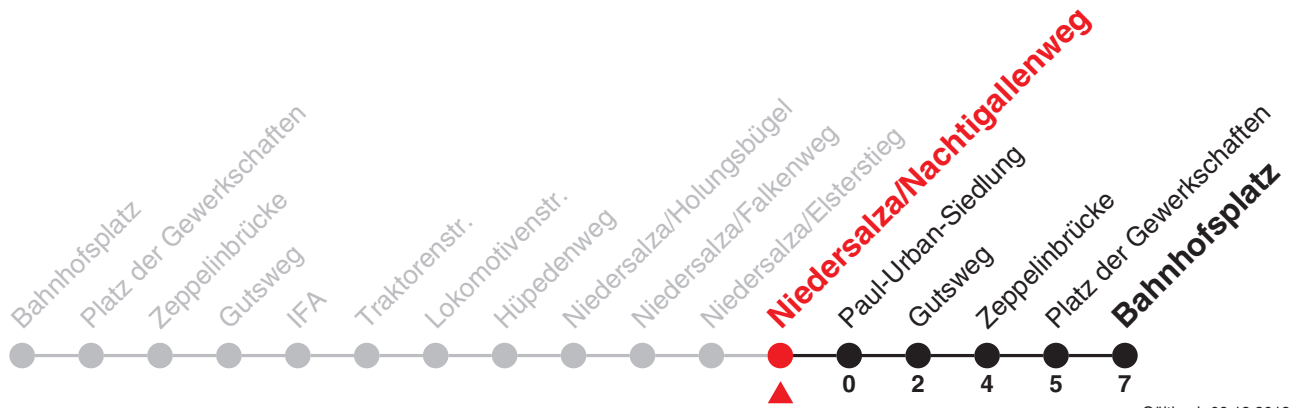 Bahnhofsplatz
Platz der Gewerkschaften
Zeppelinbrücke
Gutsweg
IFA
Traktorenstr.
Lokomotivenstr.
Hüpedenweg
Niedersalza/Holungsbügel
Niedersalza/Falkenweg
Niedersalza/Elsterstieg
Niedersalza/Nachtigallenweg
Paul-Urban-Siedlung
Gutsweg
Zeppelinbrücke
Platz der Gewerkschaften
Bahnhofsplatz
0 2 4 5 7